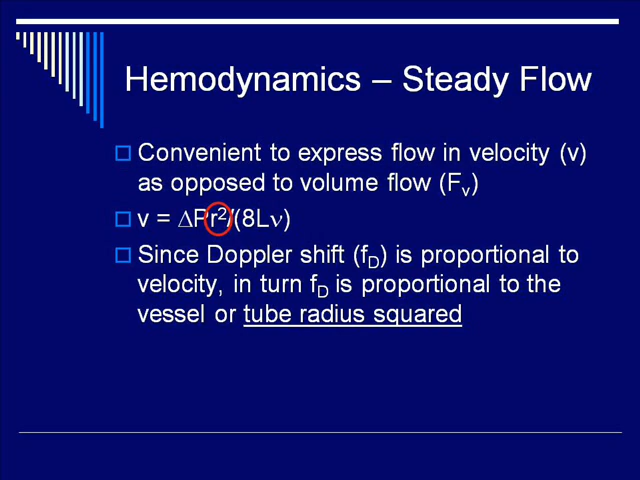 Hemodynamics – Steady Flow
Convenient to express flow in velocity (v)
as opposed to volume flow (Fv)
v = ΔPr²/(8Lν)
Since Doppler shift (fD) is proportional to
velocity, in turn fD is proportional to the
vessel or tube radius squared